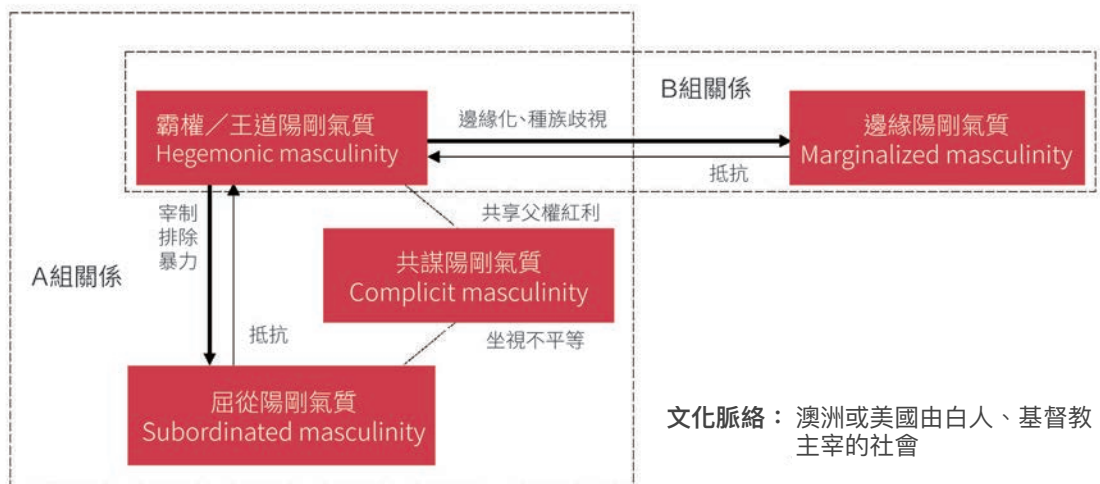 B組關係
霸權／王道陽剛氣質
Hegemonic masculinity
邊緣化、種族歧視
抵抗
邊緣陽剛氣質
Marginalized masculinity
宰制
排除
暴力
共享父權紅利
A組關係
共謀陽剛氣質
Complicit masculinity
抵抗
坐視不平等
屈從陽剛氣質
Subordinated masculinity
文化脈絡： 澳洲或美國由白人、基督教
主宰的社會